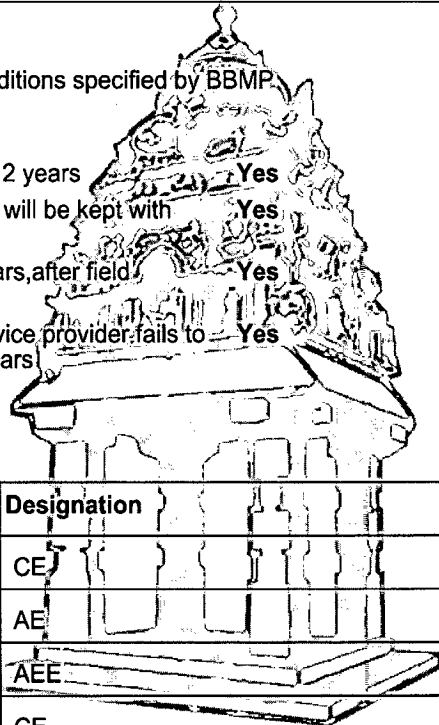 ditions specified by BBMP
2 years Yes
will be kept with Yes
ars,after field Yes
vice provider fails to Yes
ars
Designation
CE
AE
AEE
CE